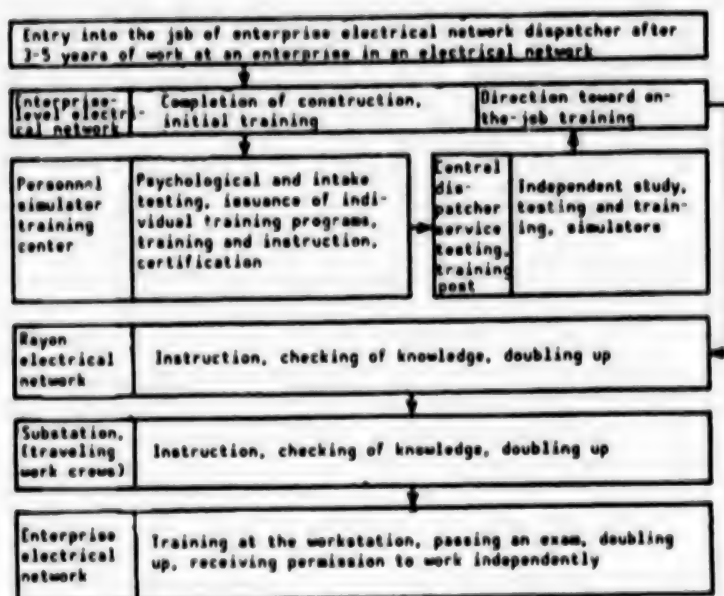 Entry into the job of enterprise electrical network dispatcher after
3-5 years of work at an enterprise in an electrical network
Enterprise-
level electri-
cal network
Completion of construction,
initial training
Direction toward on-
the-job training
Personnal
simulator
training
center
Psychological and intake
testing, issuance of indi-
vidual training programs,
training and instruction,
certification
Central
dis-
patcher
service
testing,
training
post
Independent study,
testing and train-
ing, simulators
Rayon
electrical
network
Instruction, checking of knowledge, doubling up
Substation,
(traveling
work crews)
Instruction, checking of knowledge, doubling up
Enterprise
electrical
network
Training at the workstation, passing an exam, doubling
up, receiving permission to work independently